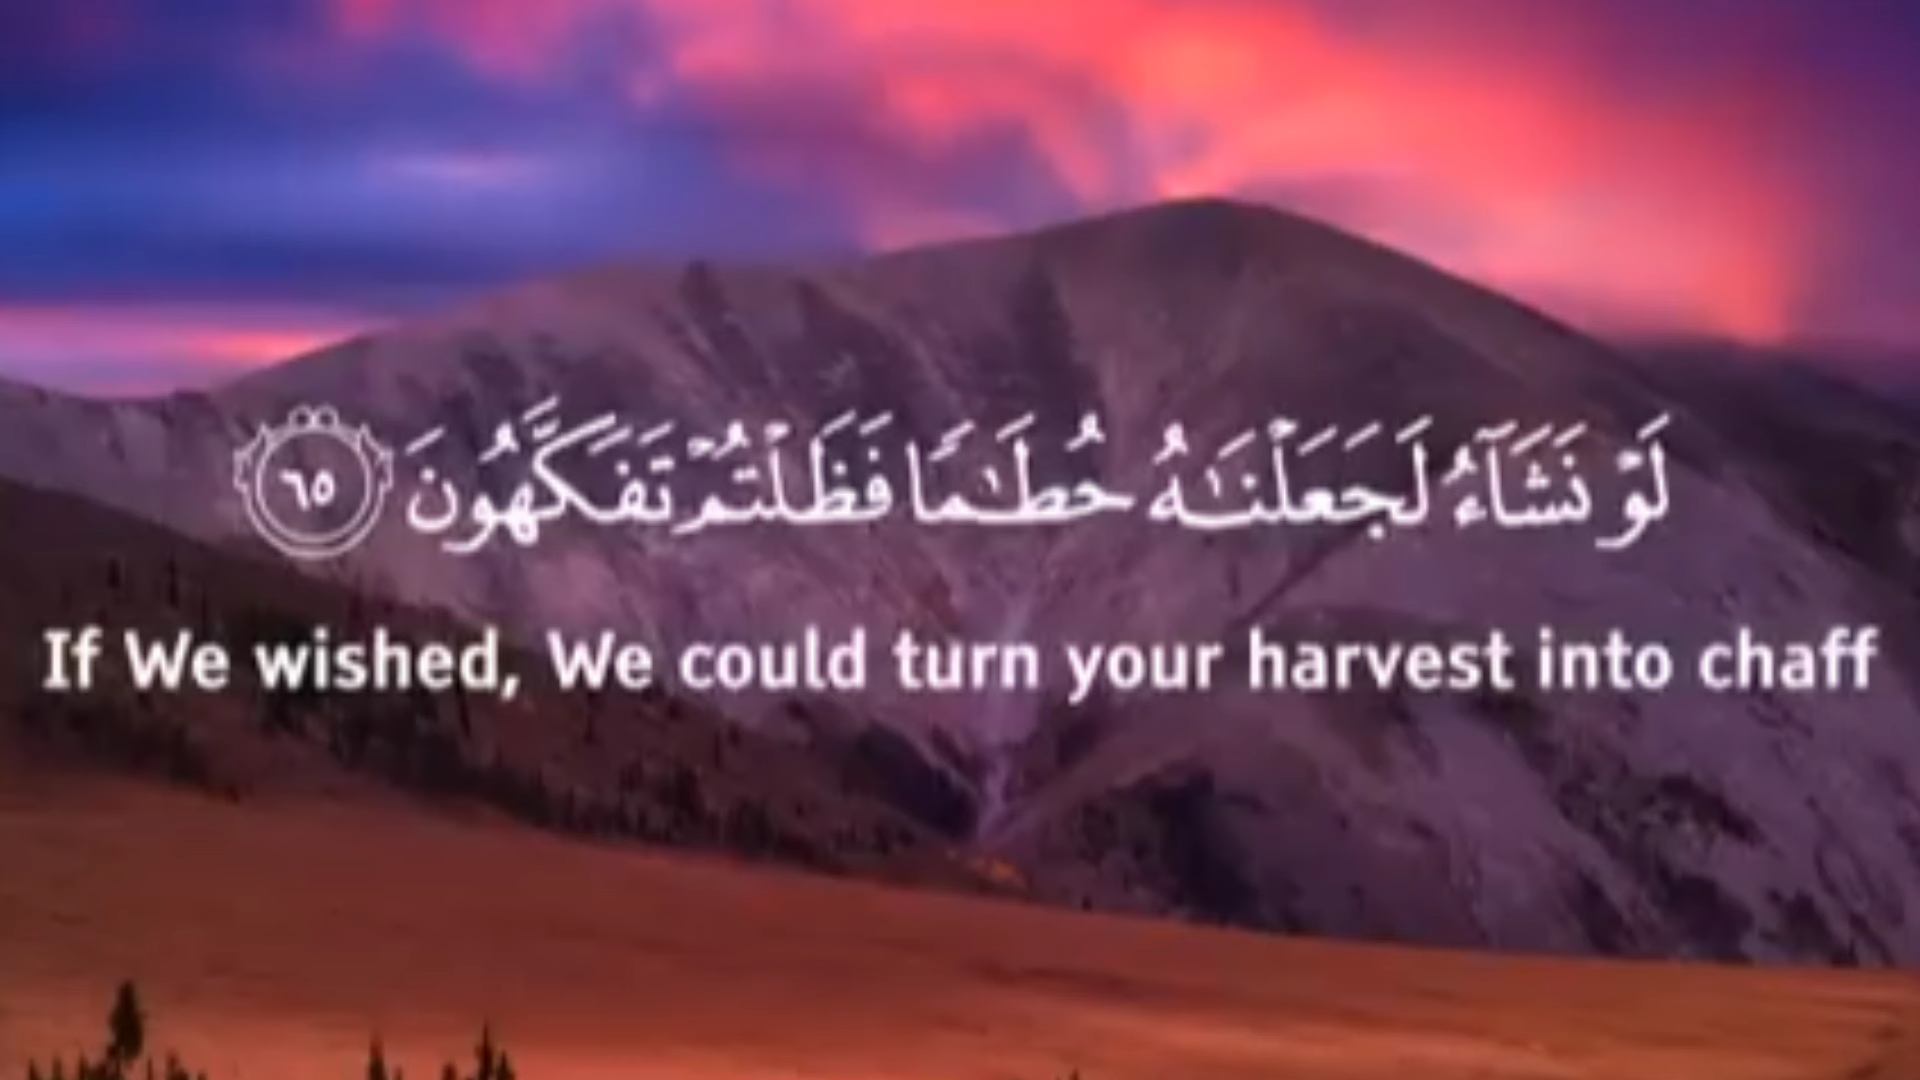 لَوْ نَشَآءُ لَجَعَلْنَـٰهُ حُطَـٰمًا فَظَلْتُمْ تَفَكَّهُونَ ٦٥
If We wished, We could turn your harvest into chaff